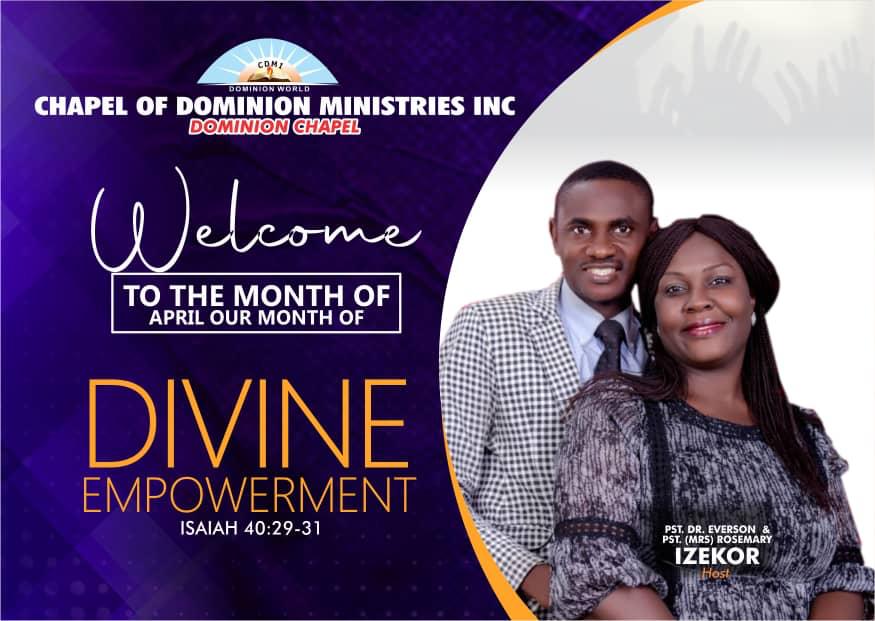 CDMI
DOMINION WORLD
CHAPEL OF DOMINION MINISTRIES INC
DOMINION CHAPEL
Welcome
TO THE MONTH OF
APRIL OUR MONTH OF
DIVINE
EMPOWERMENT
ISAIAH 40:29-31
PST. DR. EVERSON &
PST. (MRS) ROSEMARY
IZEKOR
Host